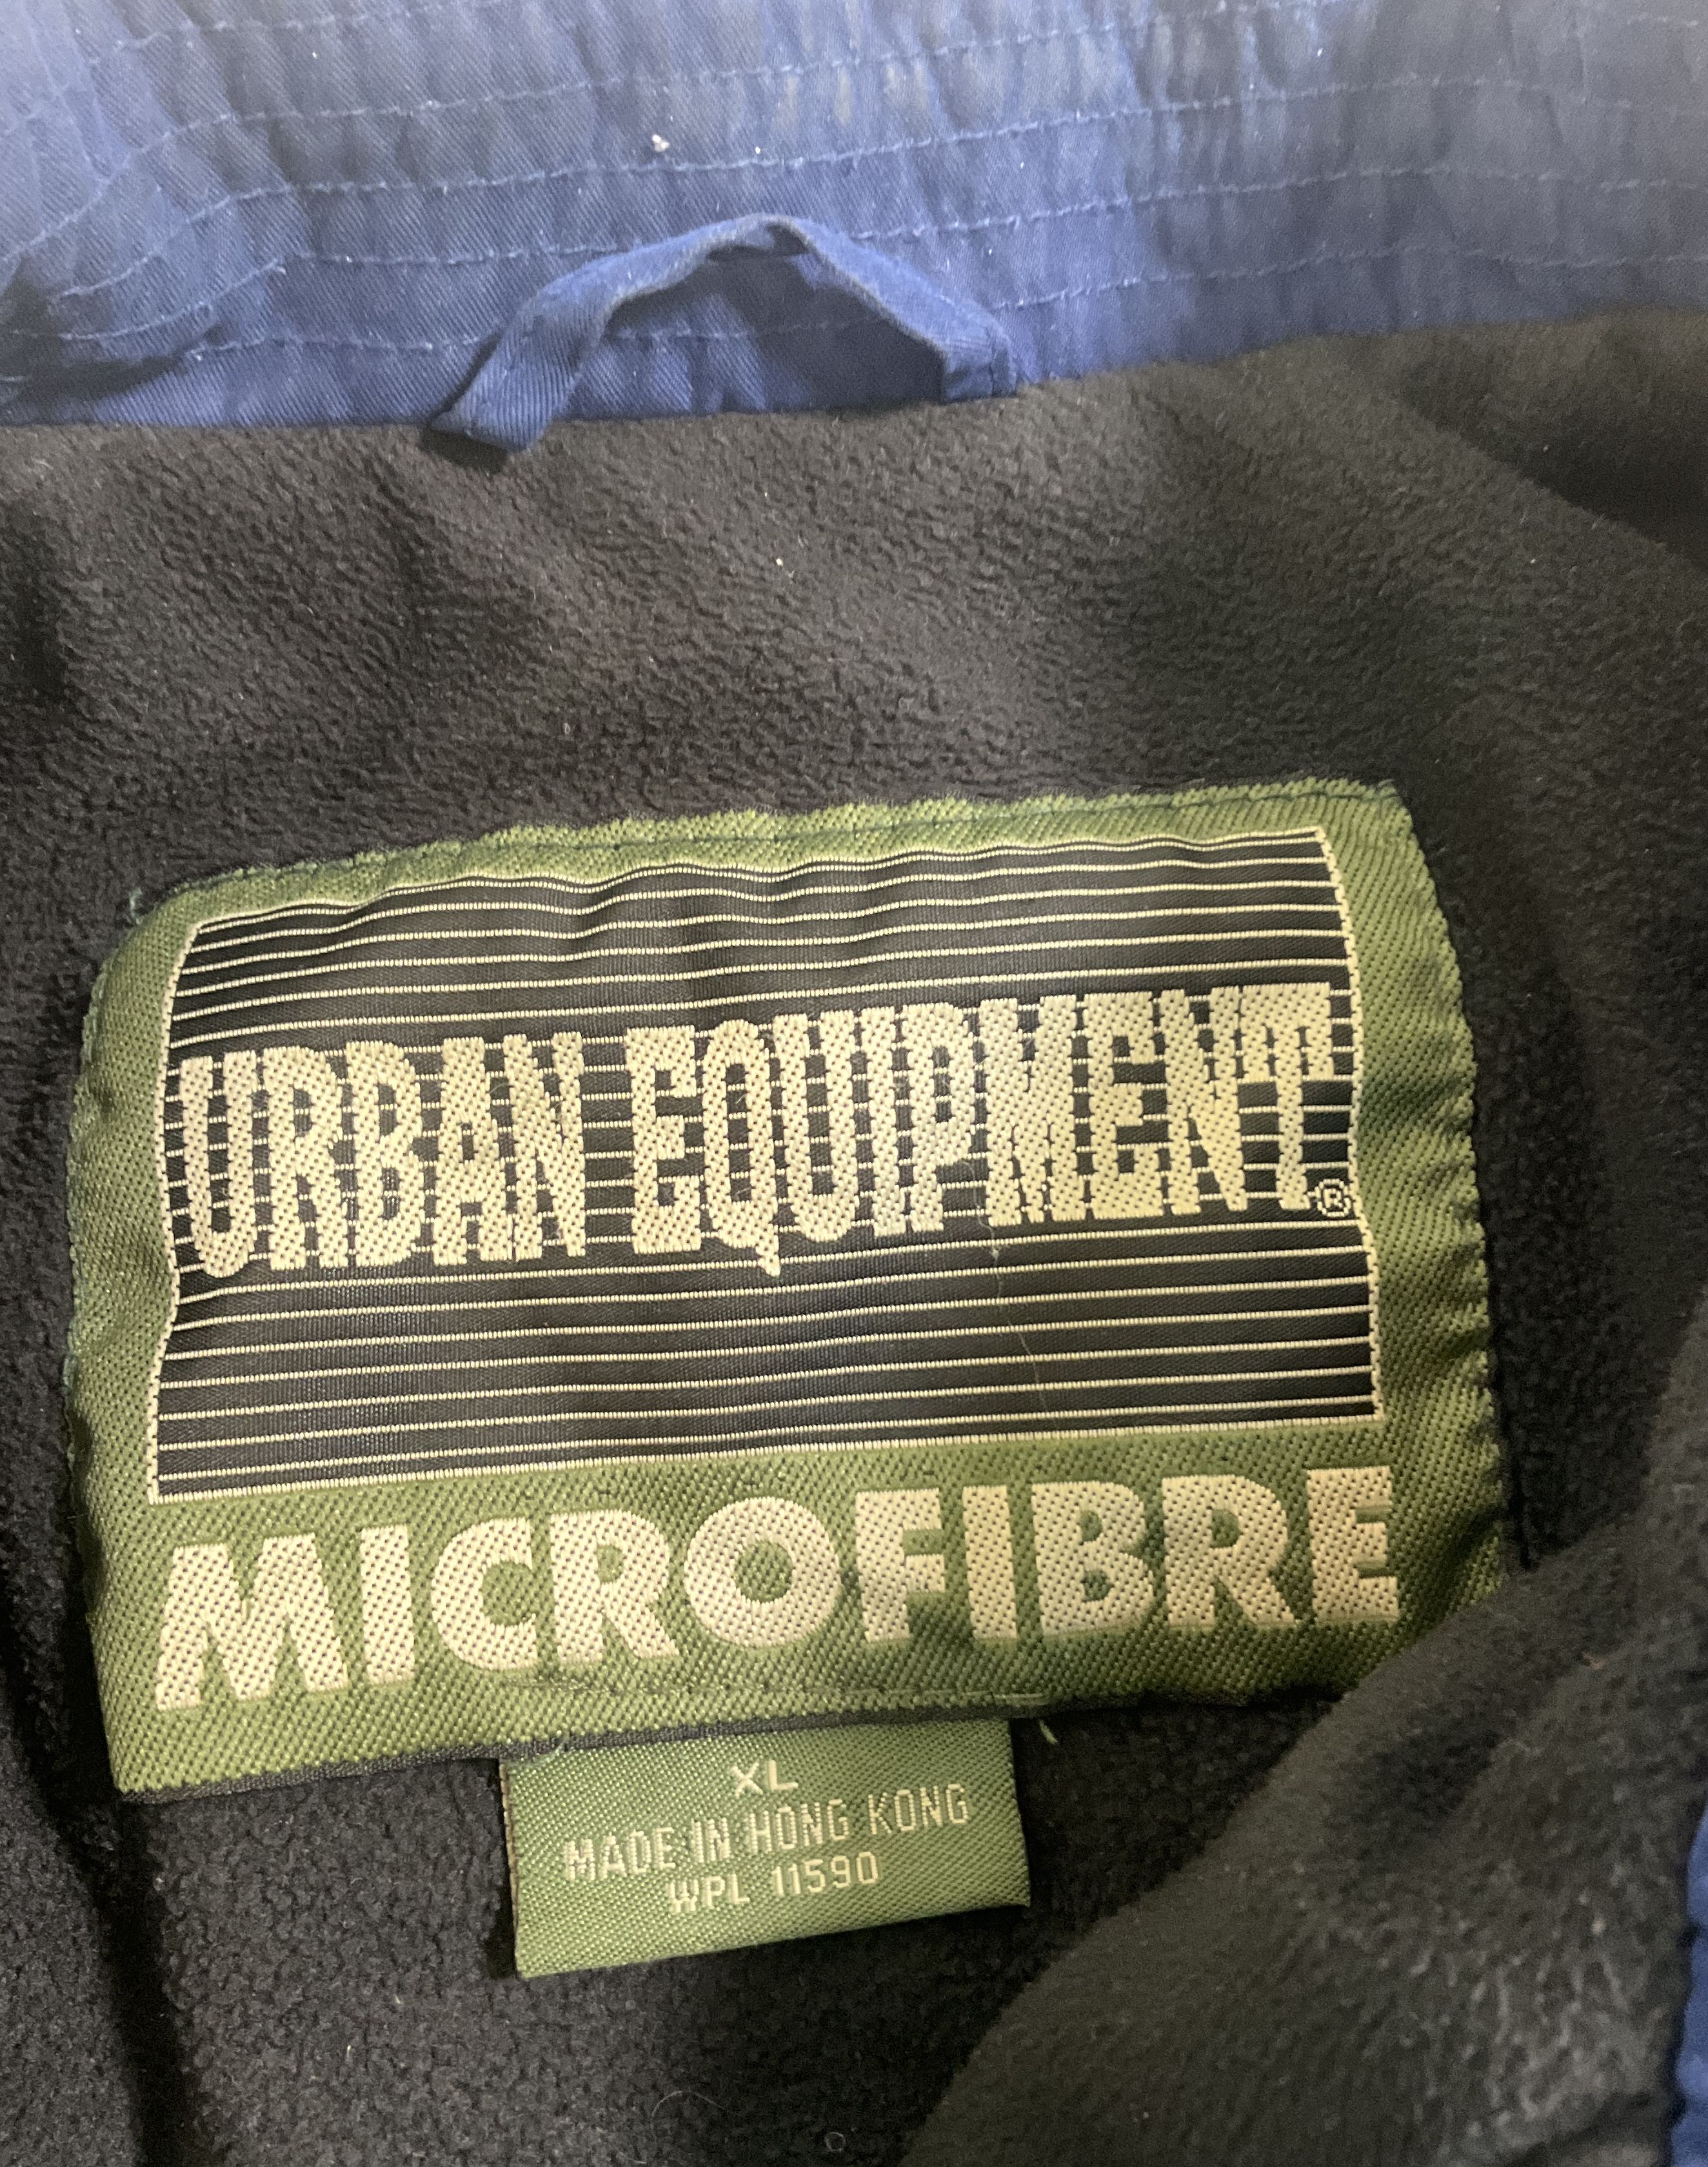 URBAN EQUIPMENT®
MICROFIBRE
XL
MADE IN HONG KONG
WPL 11590